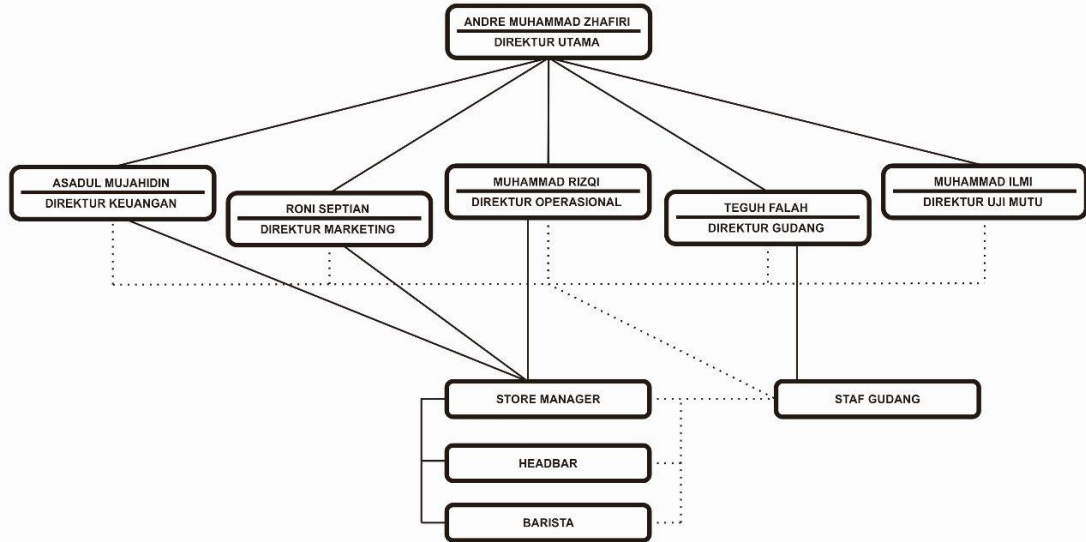 ANDRE MUHAMMAD ZHAFIRI
DIREKTUR UTAMA
ASADUL MUJAHIDIN
DIREKTUR KEUANGAN
RONI SEPTIAN
DIREKTUR MARKETING
MUHAMMAD RIZQI
DIREKTUR OPERASIONAL
TEGUH FALAH
DIREKTUR GUDANG
MUHAMMAD ILMI
DIREKTUR UJI MUTU
STORE MANAGER
STAF GUDANG
HEADBAR
BARISTA